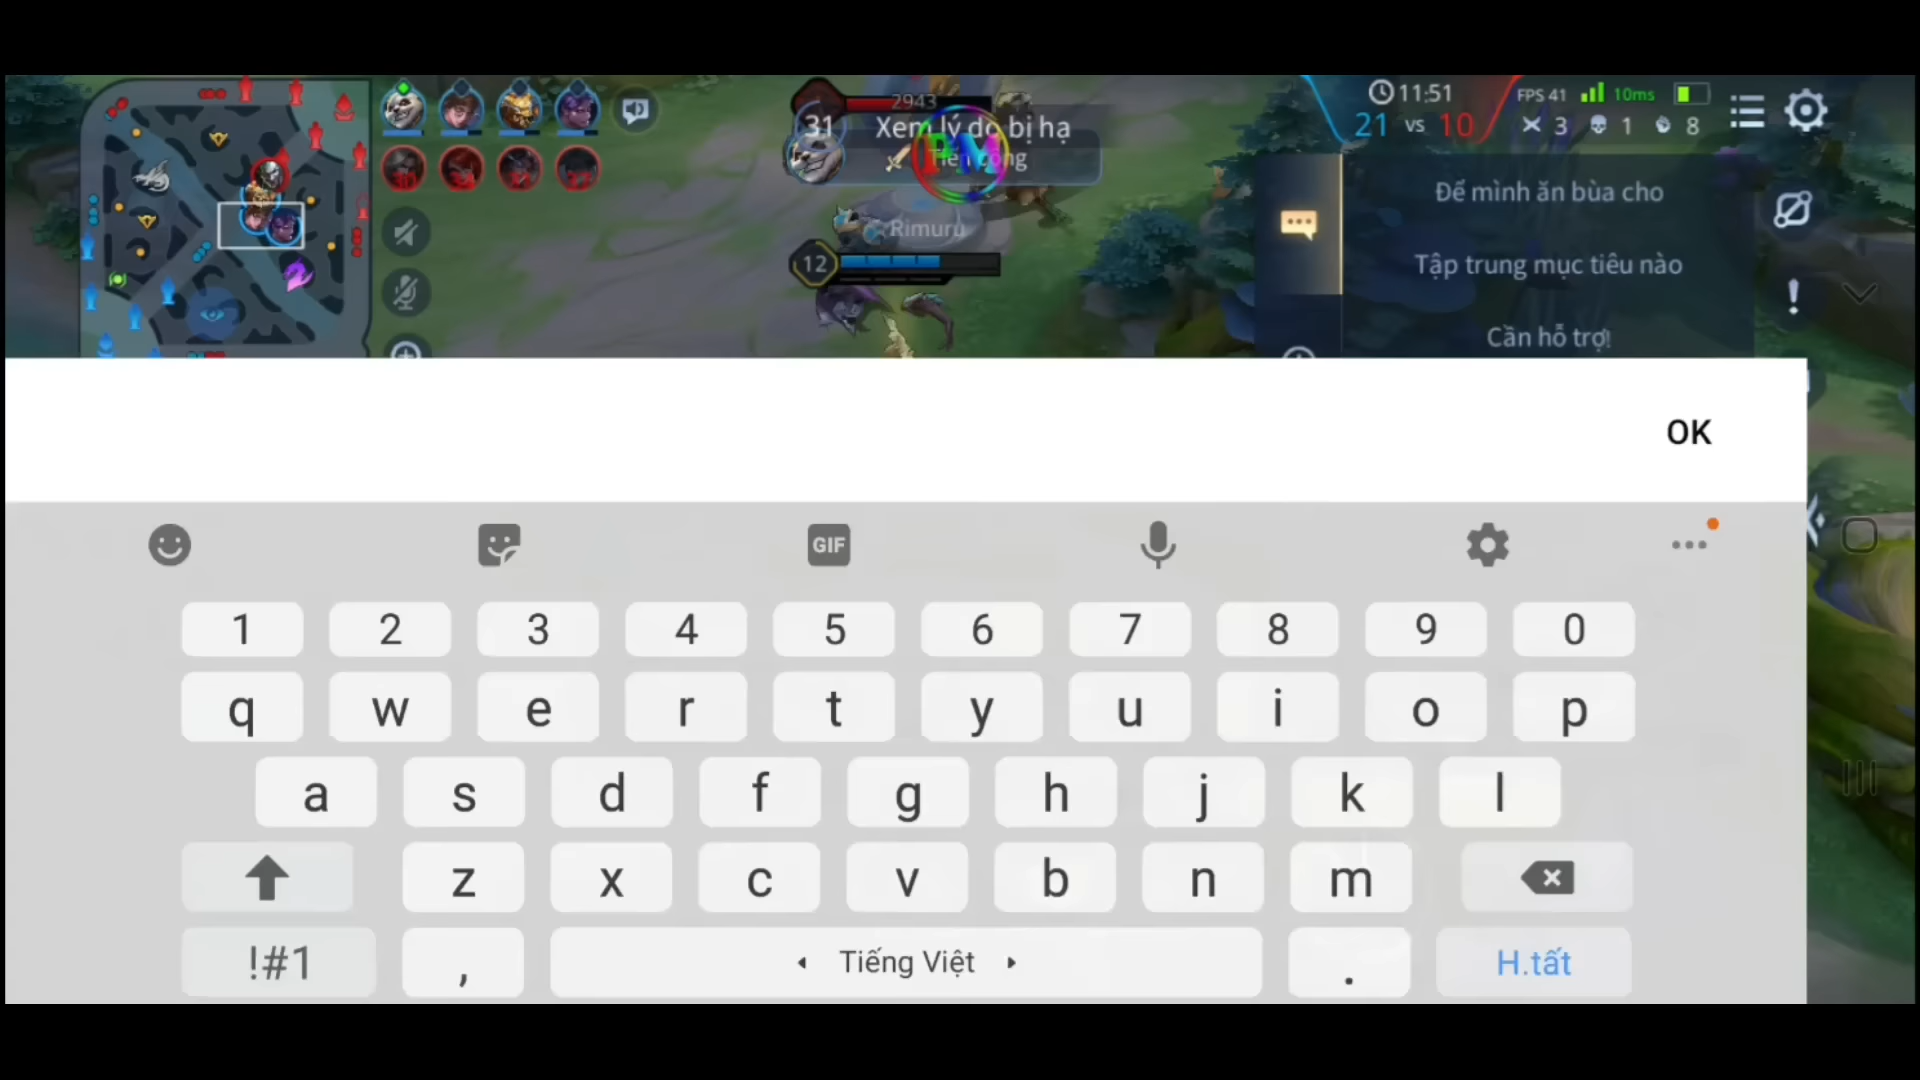 2943
31
Xem lý do bị hạ
Tiến công
Rimuru
12
11:51
21 vs 10
FPS 41
10ms
3
1
8
Để mình ăn bùa cho
Tập trung mục tiêu nào
Cần hỗ trợ!
OK
GIF
1 2 3 4 5 6 7 8 9 0
q w e r t y u i o p
a s d f g h j k l
z x c v b n m
!#1 , Tiếng Việt . H.tất